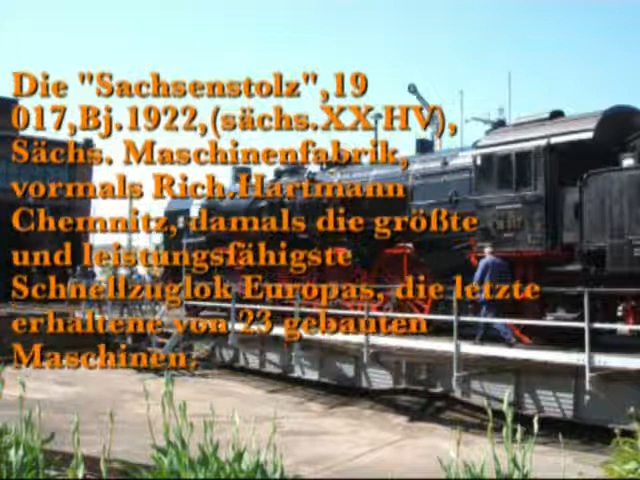 Die "Sachsenstolz",19
017,Bj.1922,(sächs.XX HV),
Sächs. Maschinenfabrik,
vormals Rich.Hartmann
Chemnitz, damals die größte
und leistungsfähigste
Schnellzuglok Europas, die letzte
erhaltene von 23 gebauten
Maschinen.